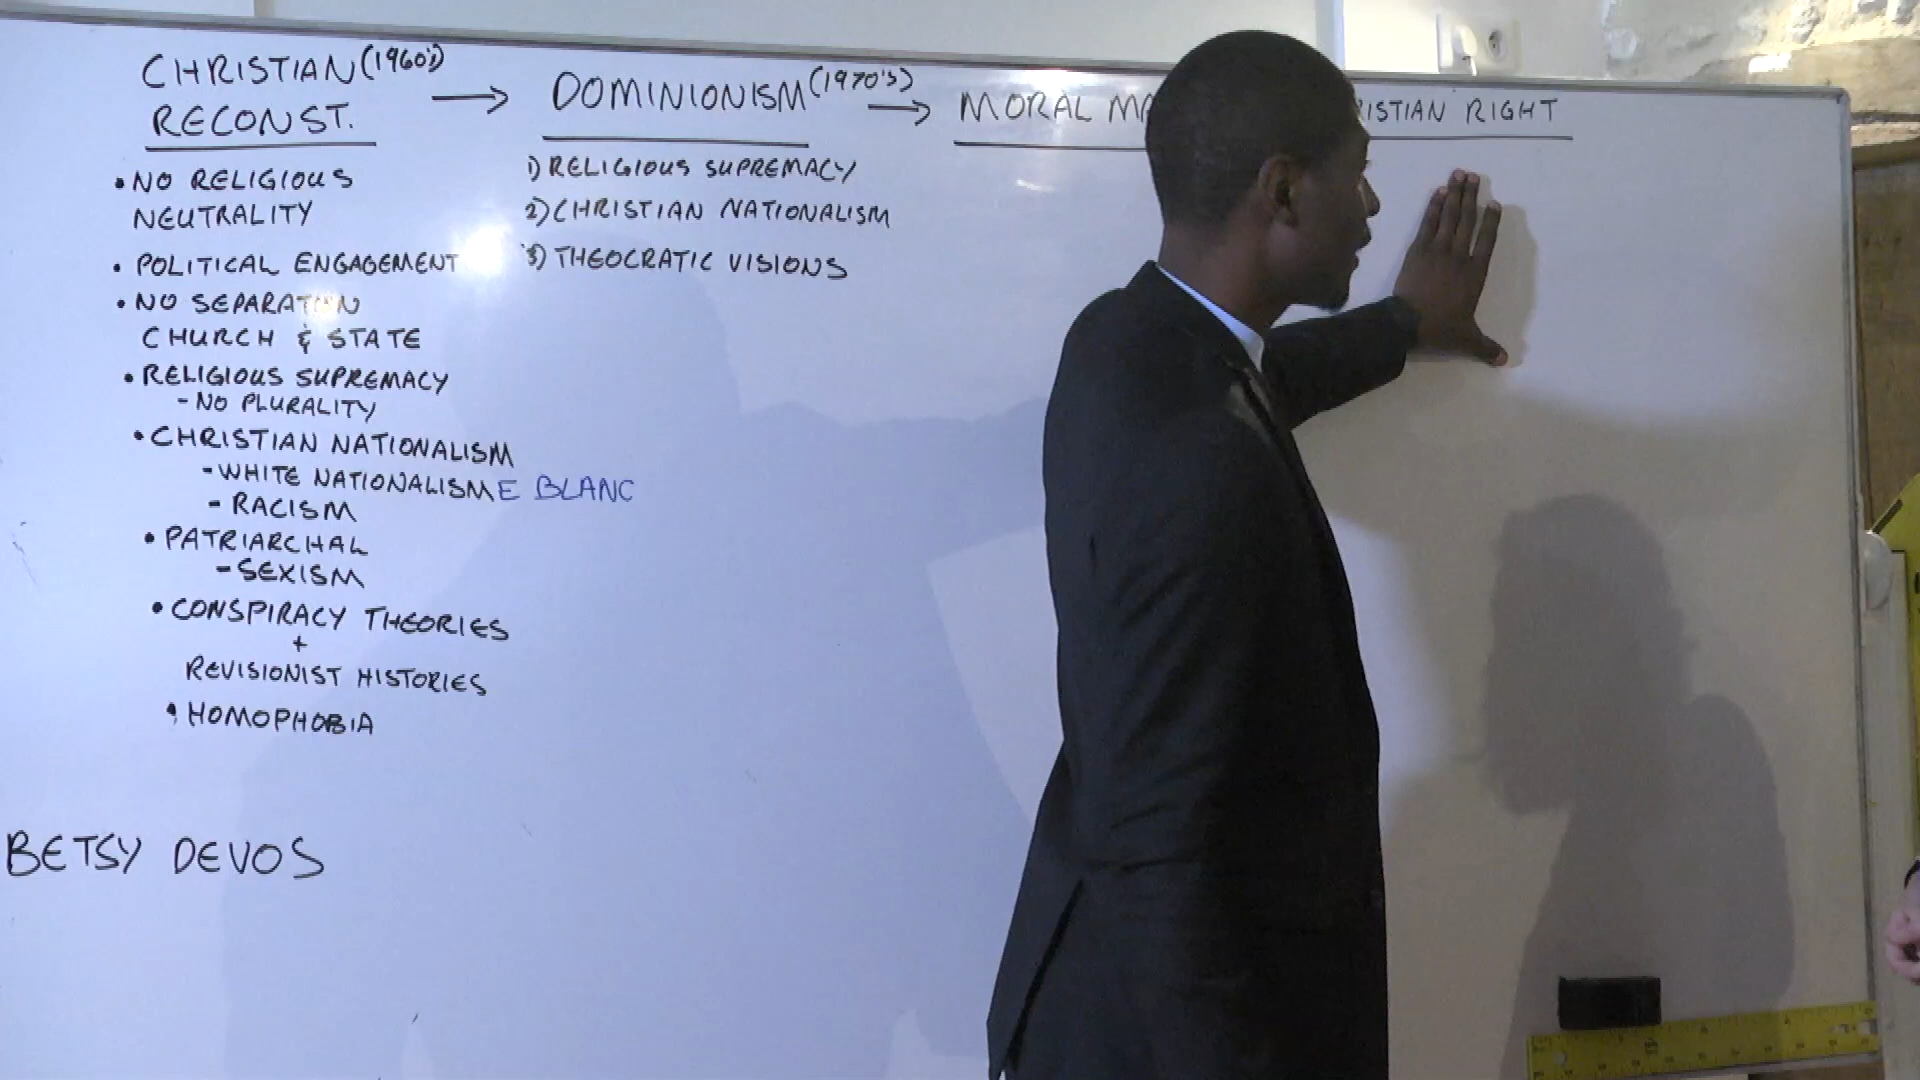 CHRISTIAN (1960's)
RECONST.
• NO RELIGIOUS
NEUTRALITY
• POLITICAL ENGAGEMENT
• NO SEPARATION
CHURCH & STATE
• RELIGIOUS SUPREMACY
- NO PLURALITY
• CHRISTIAN NATIONALISM
- WHITE NATIONALISME BLANC
- RACISM
• PATRIARCHAL
- SEXISM
• CONSPIRACY THEORIES
+
REVISIONIST HISTORIES
• HOMOPHOBIA
BETSY DEVOS
→ DOMINIONISM (1970's)
1) RELIGIOUS SUPREMACY
2) CHRISTIAN NATIONALISM
3) THEOCRATIC VISIONS
→ MORAL MA ISTIAN RIGHT